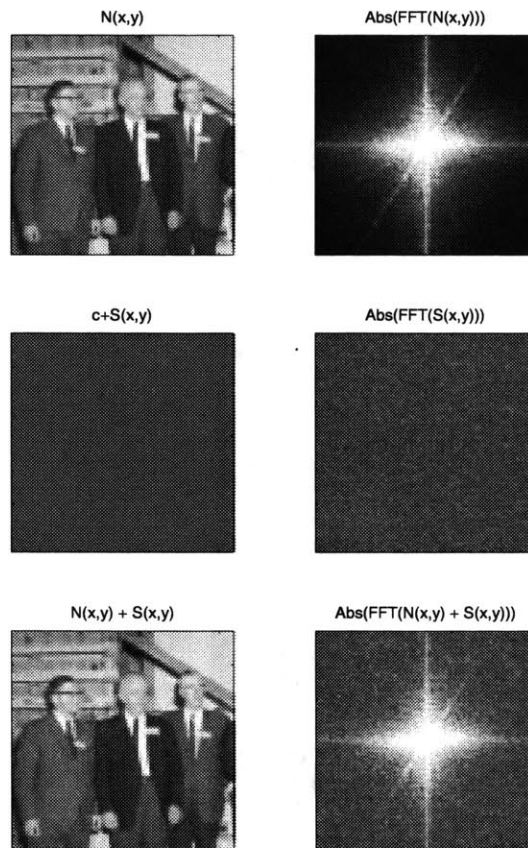 N(x,y)
Abs(FFT(N(x,y)))
c+S(x,y)
Abs(FFT(S(x,y)))
N(x,y) + S(x,y)
Abs(FFT(N(x,y) + S(x,y)))